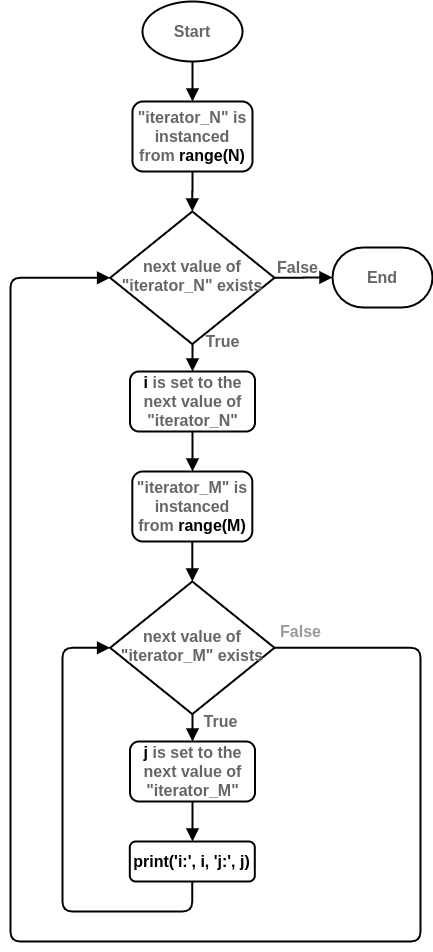 Start
"iterator_N" is
instanced
from range(N)
next value of
"iterator_N" exists
False
End
True
i is set to the
next value of
"iterator_N"
"iterator_M" is
instanced
from range(M)
next value of
"iterator_M" exists
False
True
j is set to the
next value of
"iterator_M"
print('i:', i, 'j:', j)